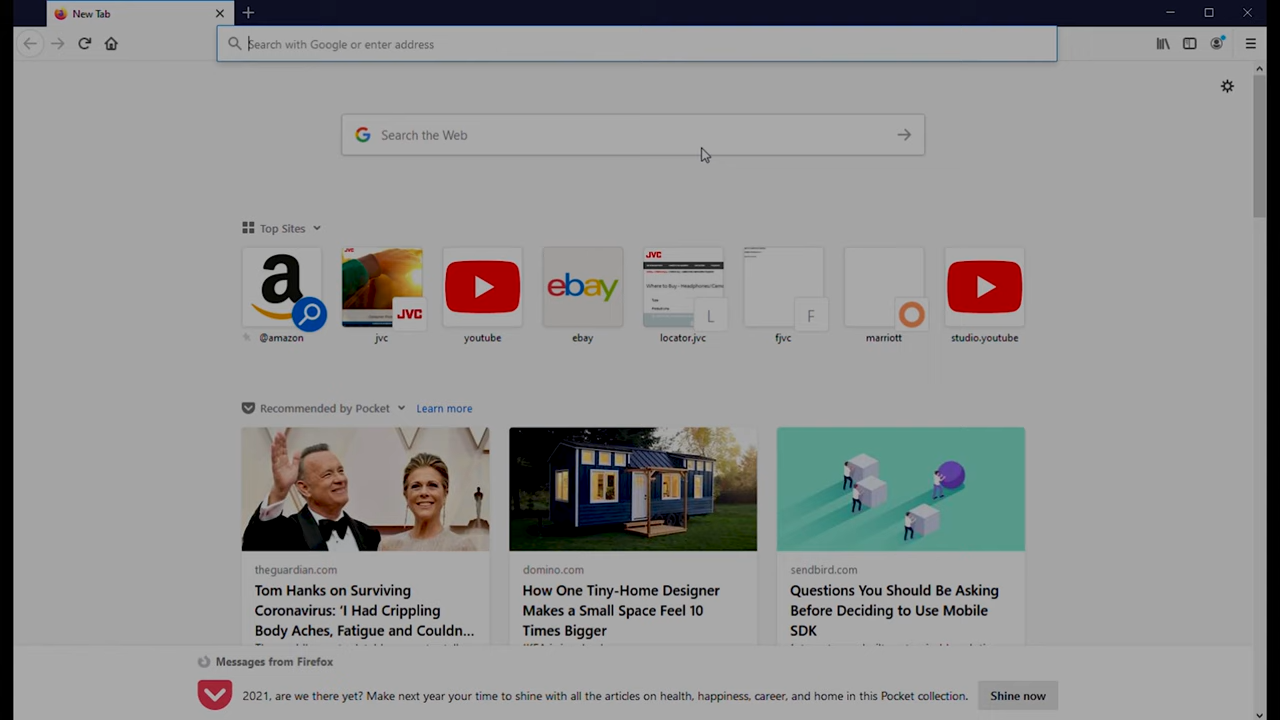 New Tab
Search with Google or enter address
Search the Web
Top Sites
a
JVC
JVC
ebay
JVC
L
F
@amazon
jvc
youtube
ebay
locator.jvc
fjvc
marriott
studio.youtube
Recommended by Pocket
Learn more
theguardian.com
Tom Hanks on Surviving
Coronavirus: ‘I Had Crippling
Body Aches, Fatigue and Couldn...
domino.com
How One Tiny-Home Designer
Makes a Small Space Feel 10
Times Bigger
sendbird.com
Questions You Should Be Asking
Before Deciding to Use Mobile
SDK
Messages from Firefox
2021, are we there yet? Make next year your time to shine with all the articles on health, happiness, career, and home in this Pocket collection.
Shine now